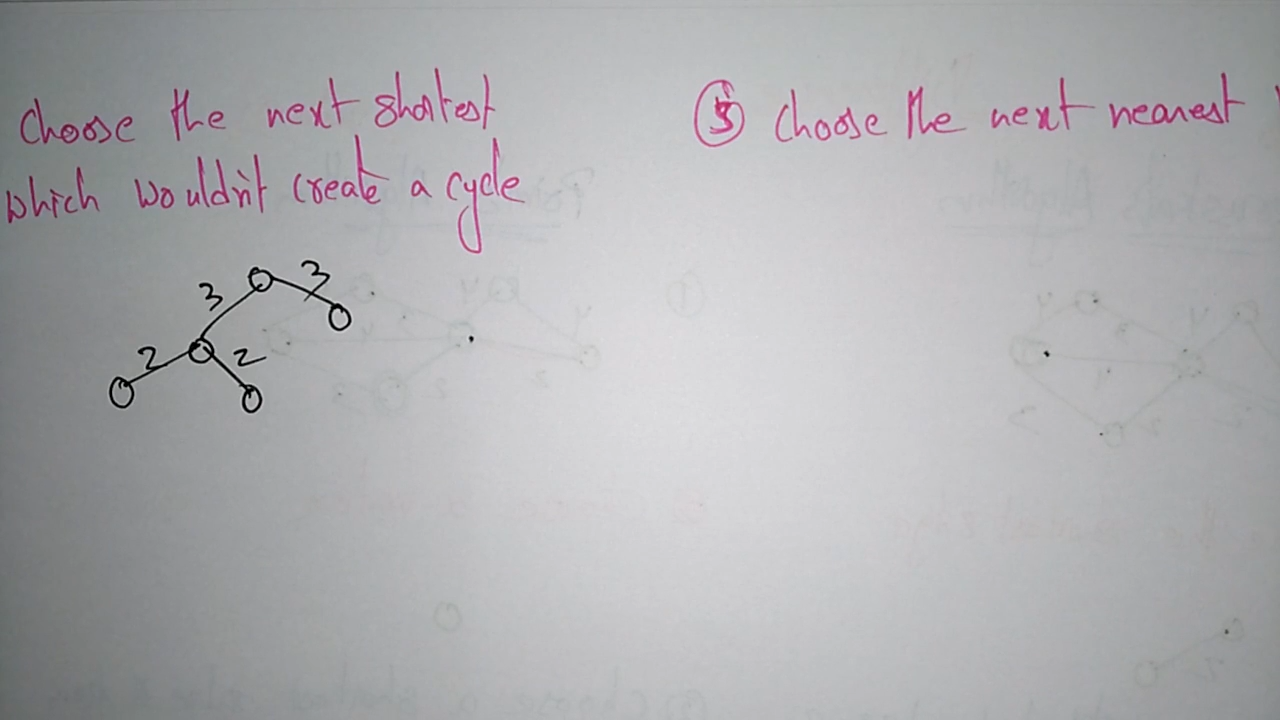 Choose the next shortest
which wouldn't create a cycle
⑤ Choose the next nearest
3 3
2 2